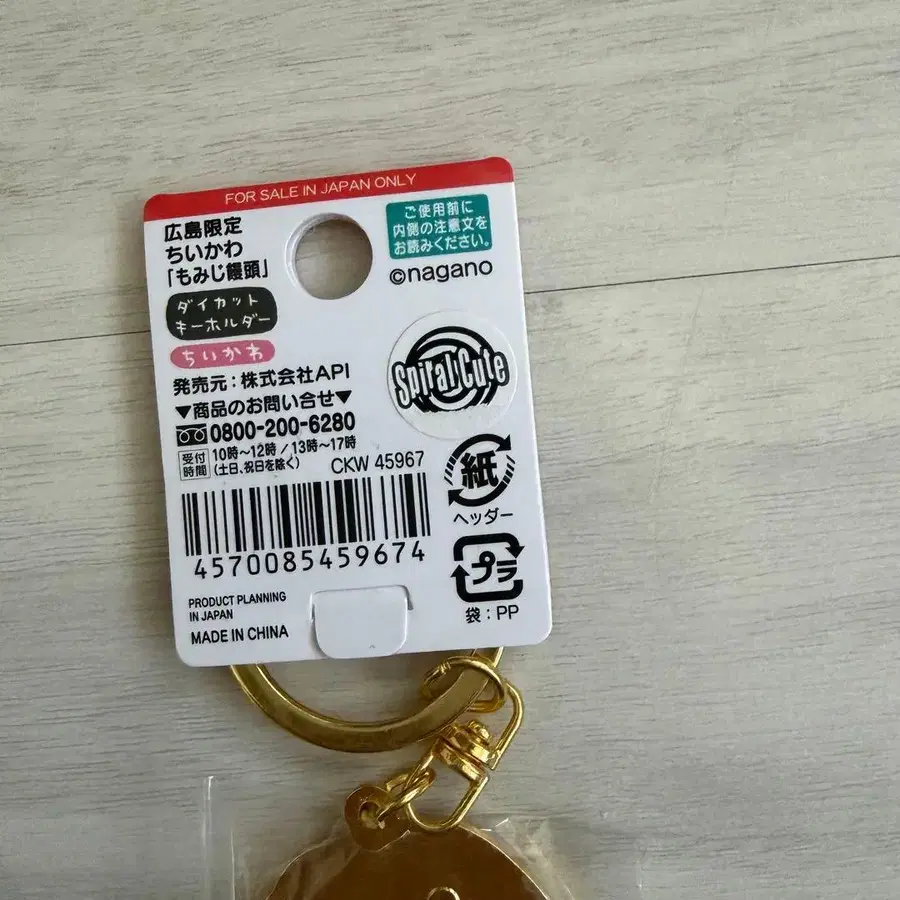 FOR SALE IN JAPAN ONLY
広島限定
ちいかわ
「もみじ饅頭」
ダイカット
キーホルダー
ちいかわ
ご使用前に
内側の注意文を
お読みください。
©nagano
Spiral Cute
発売元：株式会社API
▼商品のお問い合せ▼
0800-200-6280
受付
時間
10時～12時 / 13時～17時
（土日、祝日を除く）
CKW 45967
4570085459674
紙
ヘッダー
プラ
袋：PP
PRODUCT PLANNING
IN JAPAN
MADE IN CHINA